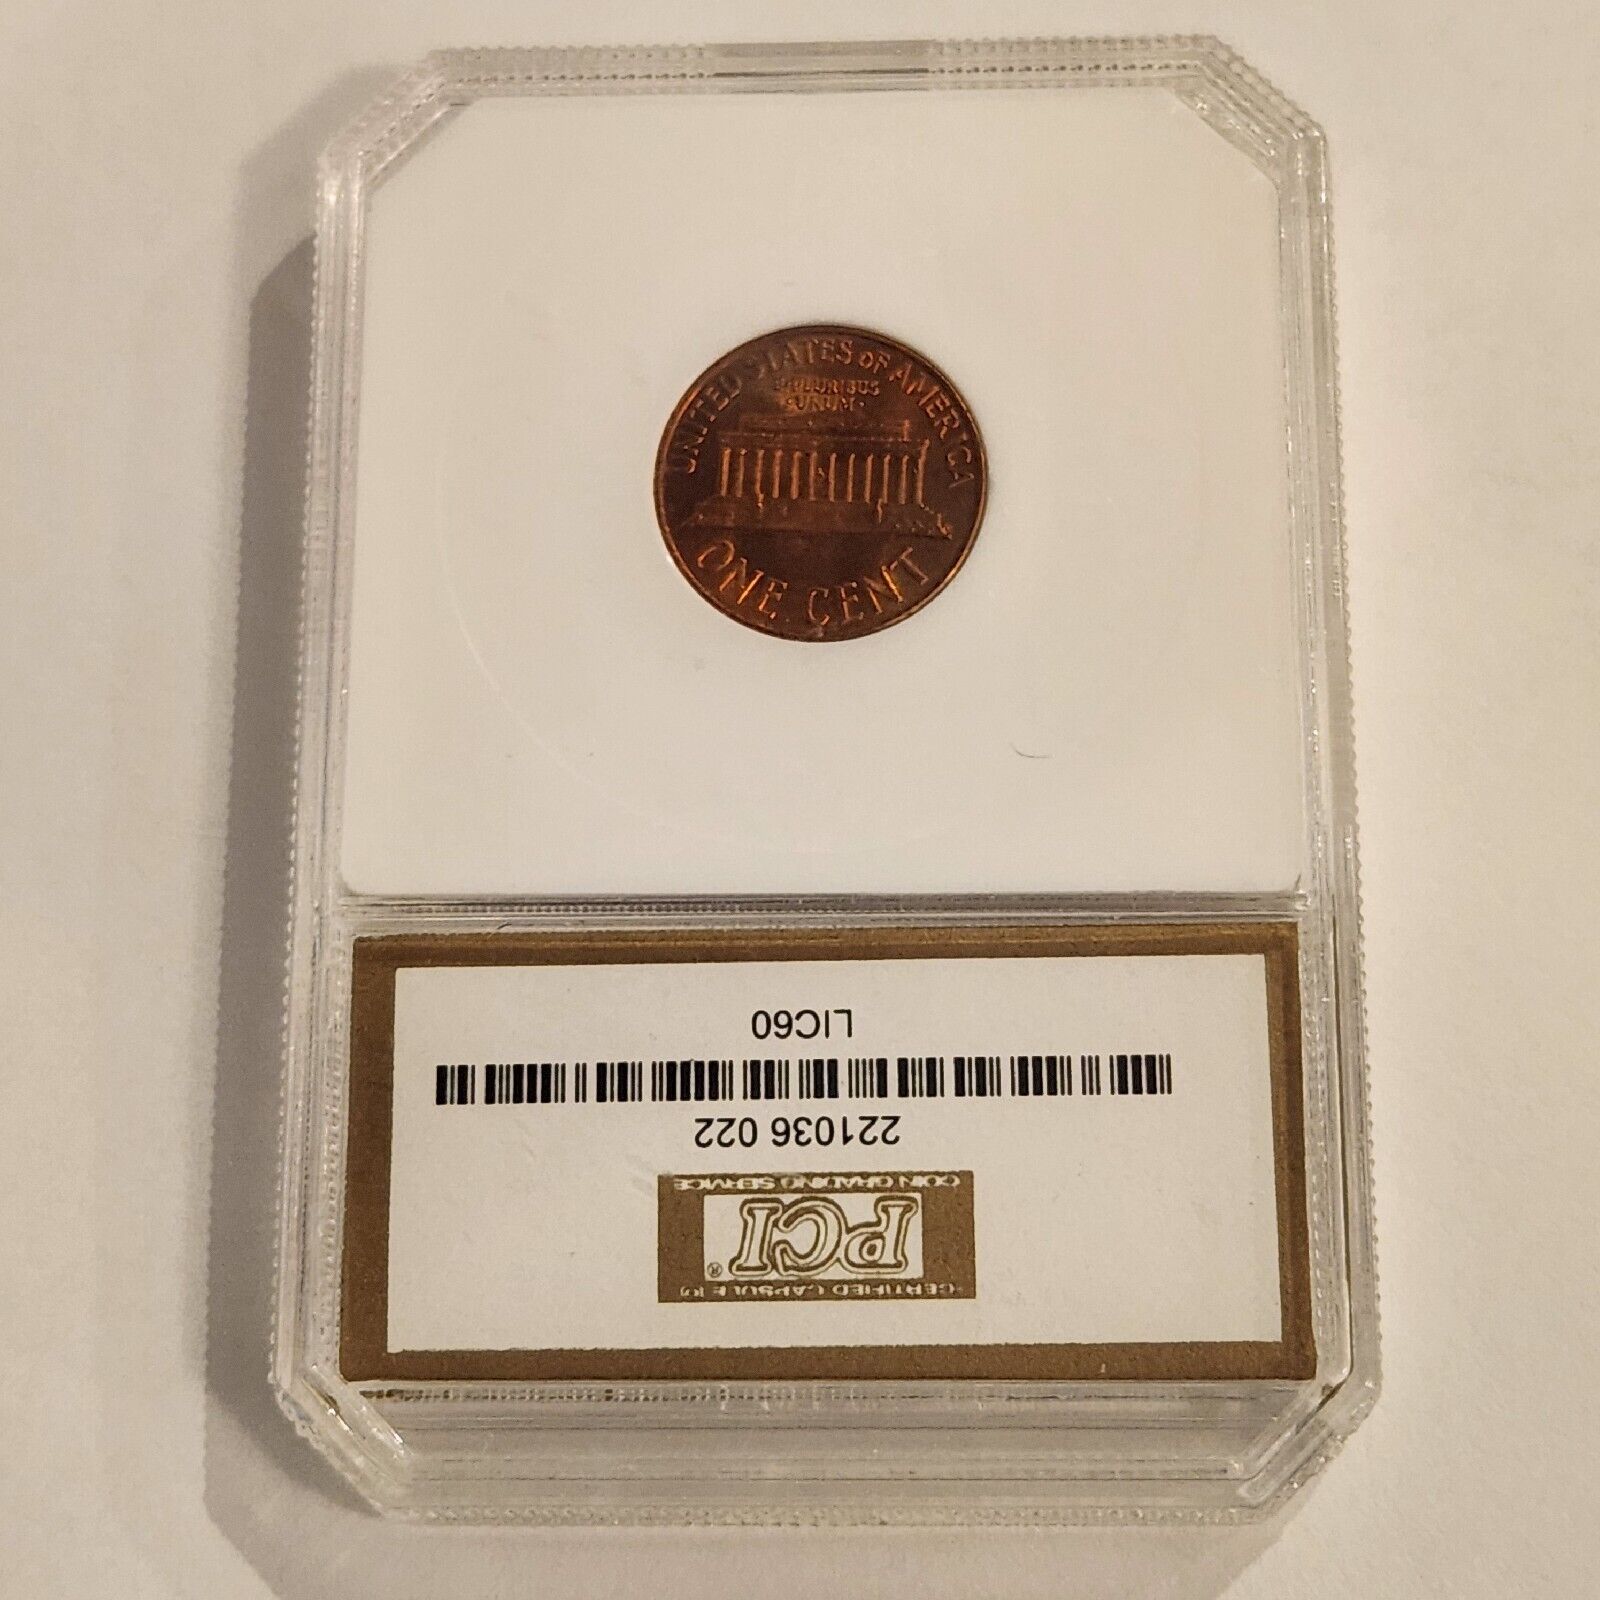 UNITED STATES OF AMERICA
E PLURIBUS
UNUM
ONE CENT
CERTIFIED CAPSULE
PCI®
COIN GRADING SERVICE
221036 022
LIC60